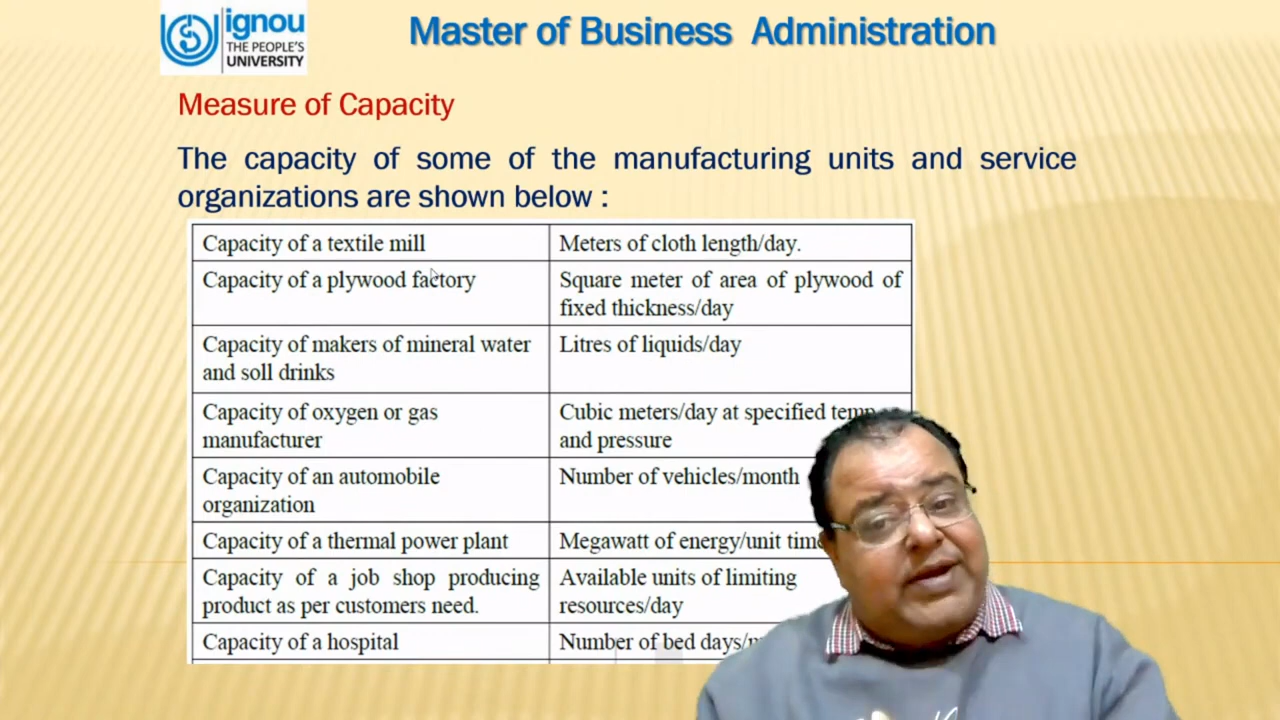 ignou
THE PEOPLE'S
UNIVERSITY
Master of Business Administration
Measure of Capacity
The capacity of some of the manufacturing units and service
organizations are shown below :
Capacity of a textile mill
Meters of cloth length/day.
Capacity of a plywood factory
Square meter of area of plywood of
fixed thickness/day
Capacity of makers of mineral water
and soll drinks
Litres of liquids/day
Capacity of oxygen or gas
manufacturer
Cubic meters/day at specified temp
and pressure
Capacity of an automobile
organization
Number of vehicles/month
Capacity of a thermal power plant
Megawatt of energy/unit time
Capacity of a job shop producing
product as per customers need.
Available units of limiting
resources/day
Capacity of a hospital
Number of bed days/